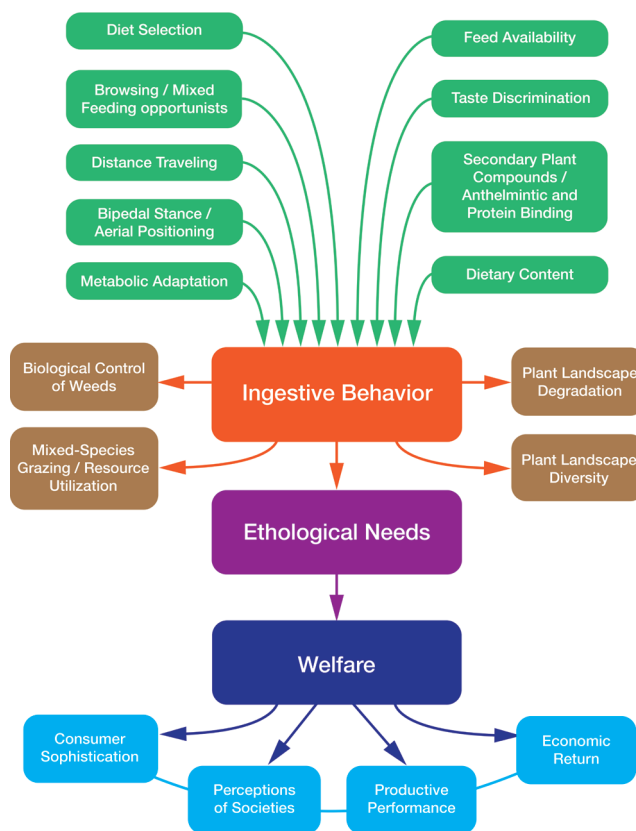 Diet Selection
Browsing / Mixed
Feeding opportunists
Distance Traveling
Bipedal Stance /
Aerial Positioning
Metabolic Adaptation
Feed Availability
Taste Discrimination
Secondary Plant
Compounds /
Anthelmintic and
Protein Binding
Dietary Content
Biological Control
of Weeds
Mixed-Species
Grazing / Resource
Utilization
Ingestive Behavior
Plant Landscape
Degradation
Plant Landscape
Diversity
Ethological Needs
Welfare
Consumer
Sophistication
Perceptions
of Societies
Productive
Performance
Economic
Return